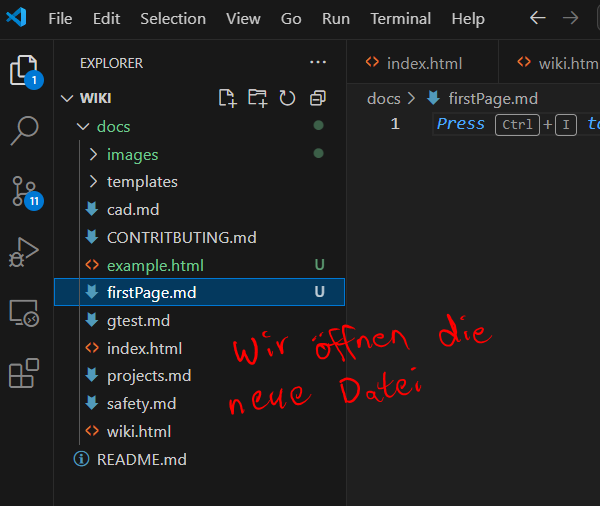 File Edit Selection View Go Run Terminal Help
EXPLORER
index.html
wiki.htm
WIKI
docs > firstPage.md
docs
1 Press Ctrl + I to
images
templates
cad.md
CONTRITBUTING.md
example.html U
firstPage.md U
gtest.md
index.html
projects.md
safety.md
wiki.html
README.md
1
11
Wir öffnen die
neue Datei